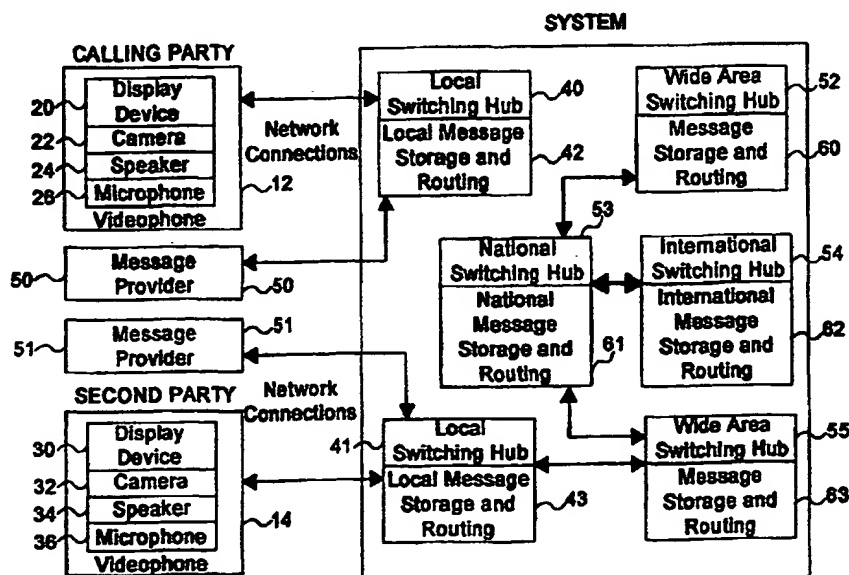 SYSTEM
CALLING PARTY
20
Display
Device
22
Camera
24
Speaker
26
Microphone
Videophone
12
Network
Connections
Local
Switching Hub
40
Local Message
Storage and
Routing
42
Wide Area
Switching Hub
52
Message
Storage and
Routing
60
50
Message
Provider
50
51
Message
Provider
51
53
National
Switching Hub
National
Message
Storage and
Routing
61
International
Switching Hub
54
International
Message
Storage and
Routing
62
SECOND PARTY
Network
Connections
30
Display
Device
32
Camera
34
Speaker
36
Microphone
Videophone
14
41
Local
Switching Hub
Local Message
Storage and
Routing
43
Wide Area
Switching Hub
55
Message
Storage and
Routing
63